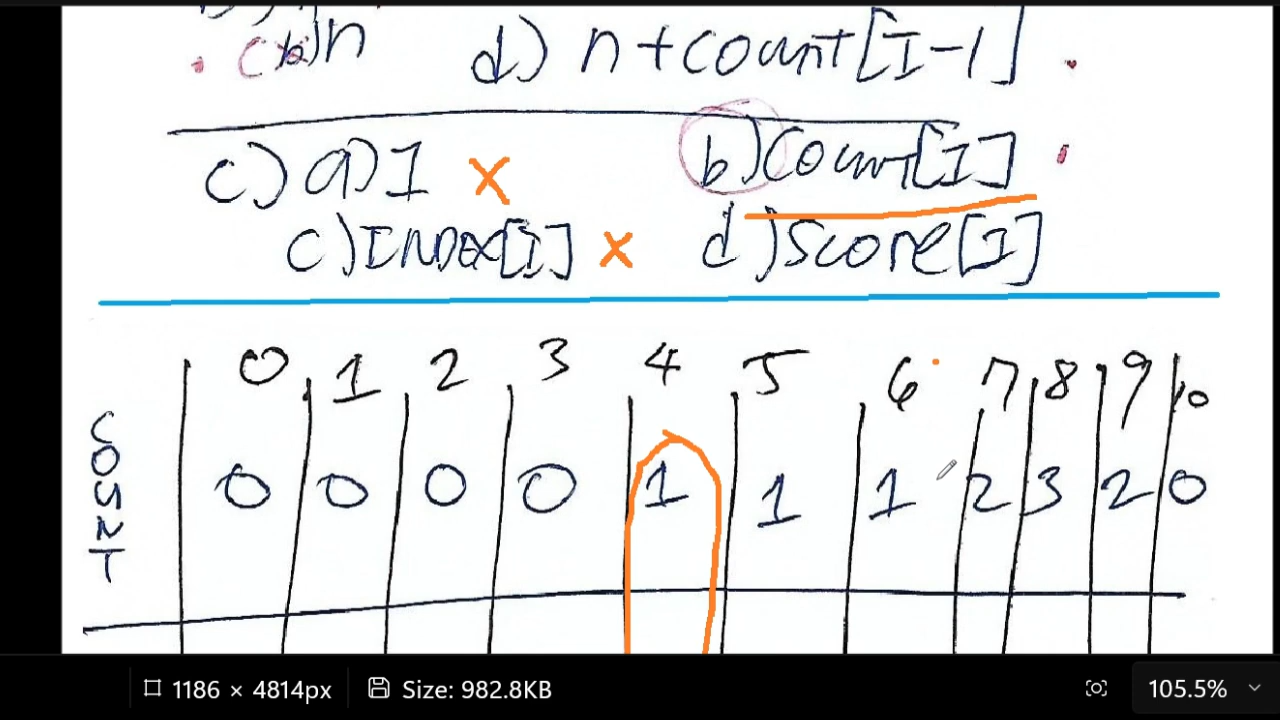 b)n d) n+count[I-1]
c) a) I × b) Count[I]
c) INDEX[I] × d) Score[I]
0 1 2 3 4 5 6 7 8 9 10
COUNT 0 0 0 0 1 1 1 2 3 2 0
1186 × 4814px Size: 982.8KB 105.5%